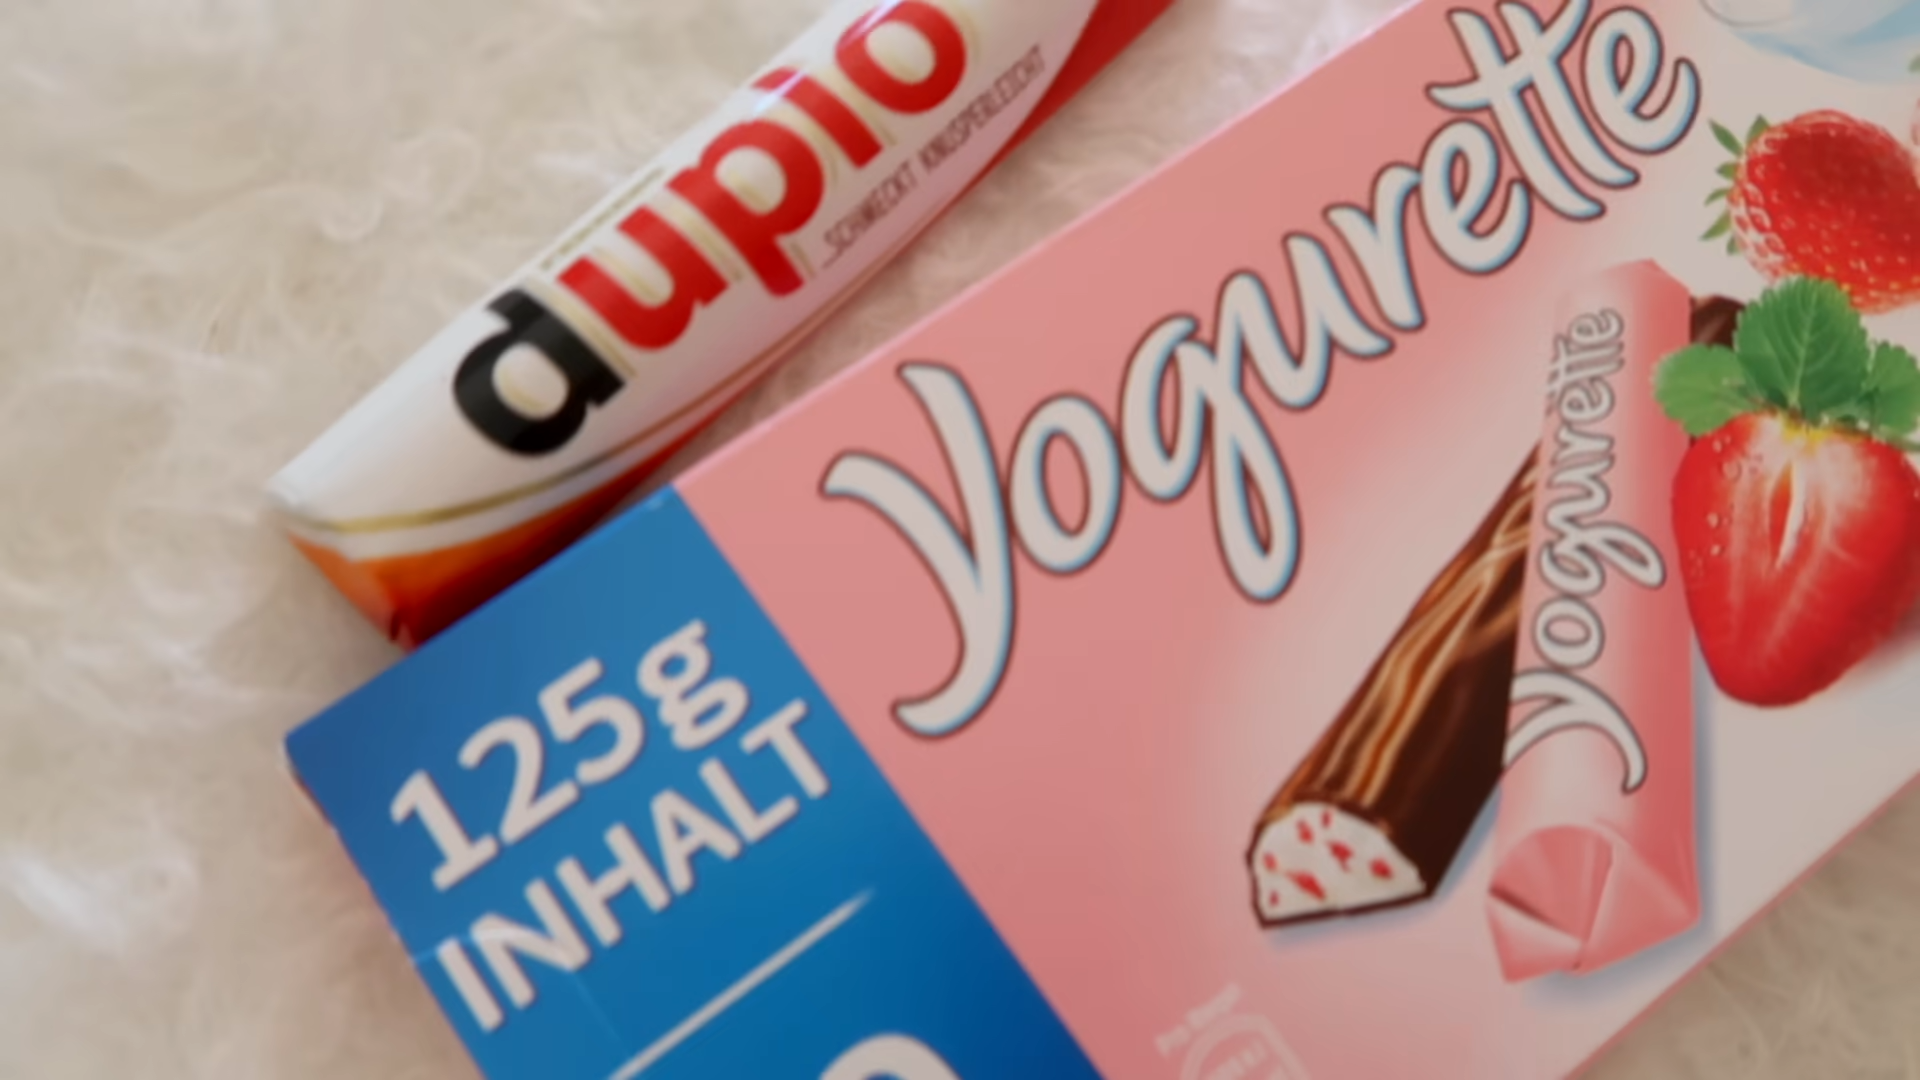 duplo
SCHMECKT KNUSPERLEICHT
Yogurette
yogurette
125g
INHALT